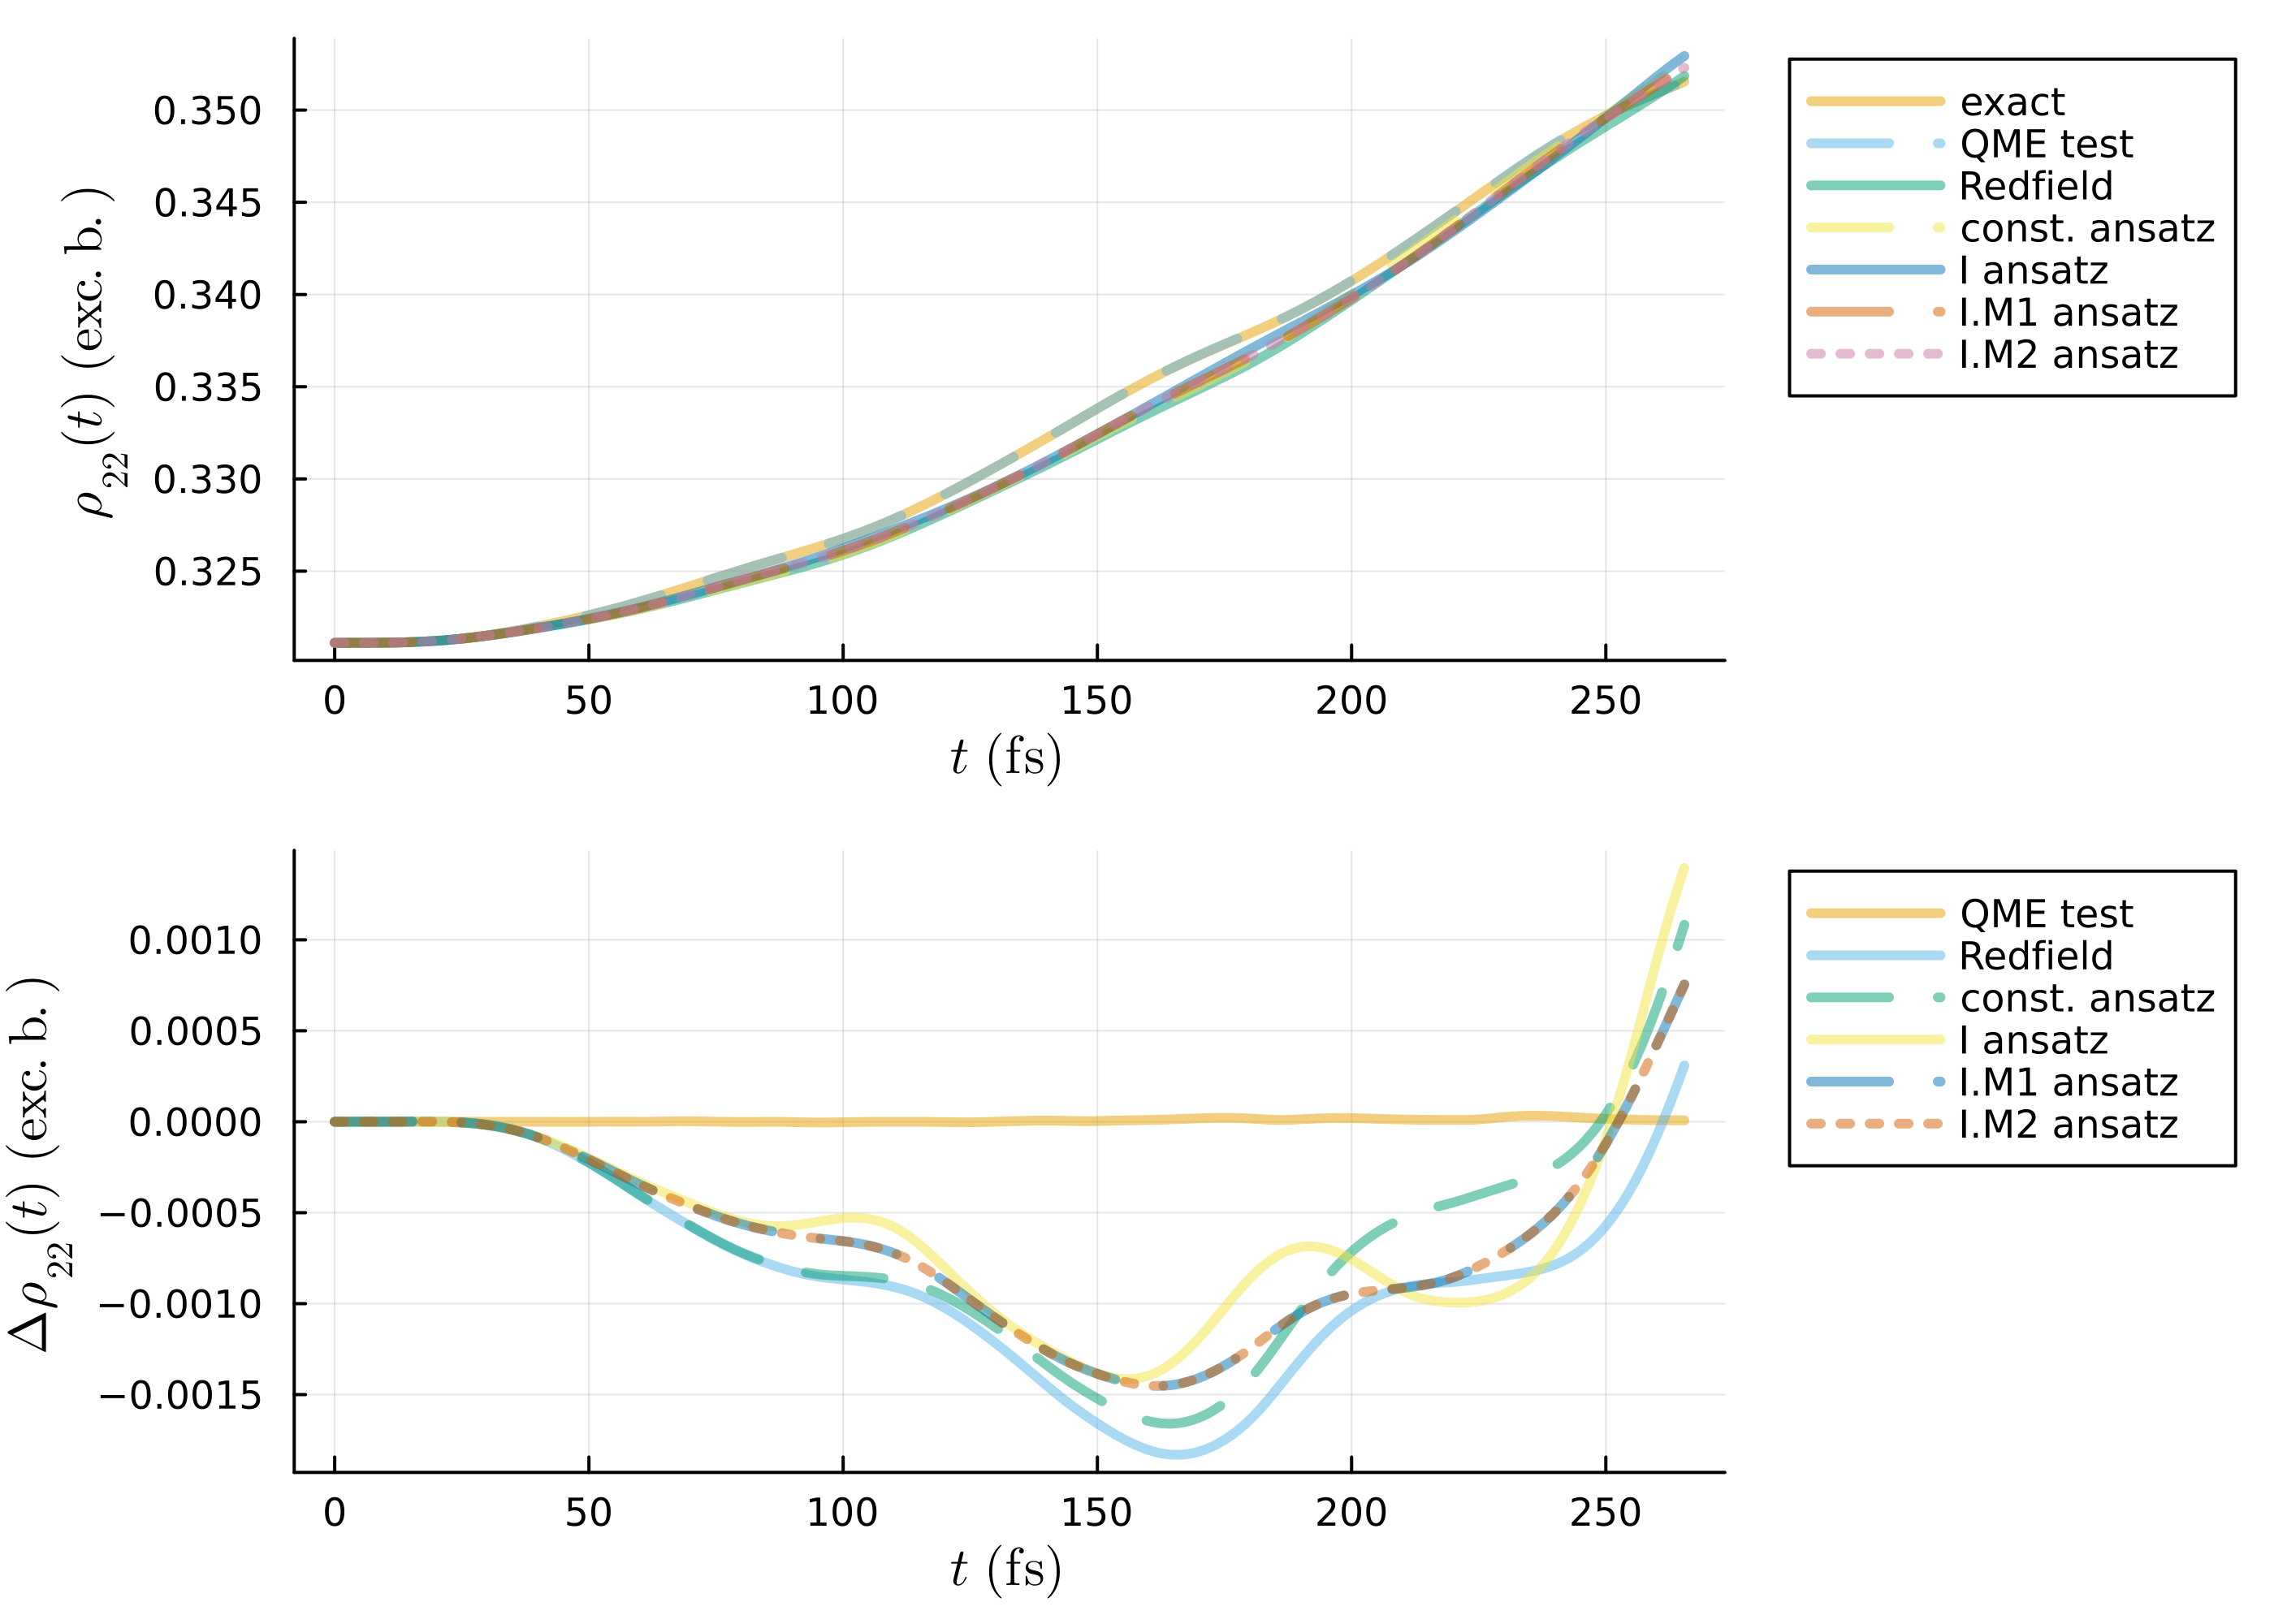 ρ₂₂(t) (exc. b. )
0.350
0.345
0.340
0.335
0.330
0.325
0 50 100 150 200 250
t (fs)
exact
QME test
Redfield
const. ansatz
I ansatz
I.M1 ansatz
I.M2 ansatz
Δρ₂₂(t) (exc. b. )
0.0010
0.0005
0.0000
−0.0005
−0.0010
−0.0015
0 50 100 150 200 250
t (fs)
QME test
Redfield
const. ansatz
I ansatz
I.M1 ansatz
I.M2 ansatz